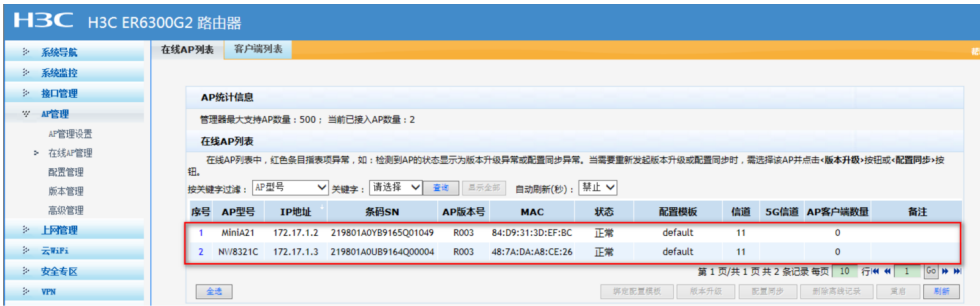 H3C H3C ER6300G2 路由器
系统导航
系统监控
接口管理
AP管理
AP管理设置
在线AP管理
配置管理
版本管理
高级管理
上网管理
云WiFi
安全专区
VPN
在线AP列表 客户端列表
AP统计信息
管理器最大支持AP数量：500； 当前已接入AP数量：2
在线AP列表
在线AP列表中，红色条目指表项异常，如：检测到AP的状态显示为版本升级异常或配置同步异常。当需要重新发起版本升级或配置同步时，需选择该AP并点击<版本升级>按钮或<配置同步>按
钮。
按关键字过滤： AP型号 关键字： 请选择 查询 显示全部 自动刷新(秒)： 禁止
序号 AP型号 IP地址 条码SN AP版本号 MAC 状态 配置模板 信道 5G信道 AP客户端数量 备注
1 MiniA21 172.17.1.2 219801A0YB9165Q01049 R003 84:D9:31:3D:EF:BC 正常 default 11 0
2 NW8321C 172.17.1.3 219801A0UB9164Q00004 R003 48:7A:DA:A8:CE:26 正常 default 11 0
第 1 页/共 1 页 共 2 条记录 每页 10 行 1 Go
全选 绑定配置模板 版本升级 配置同步 删除离线记录 重启 刷新